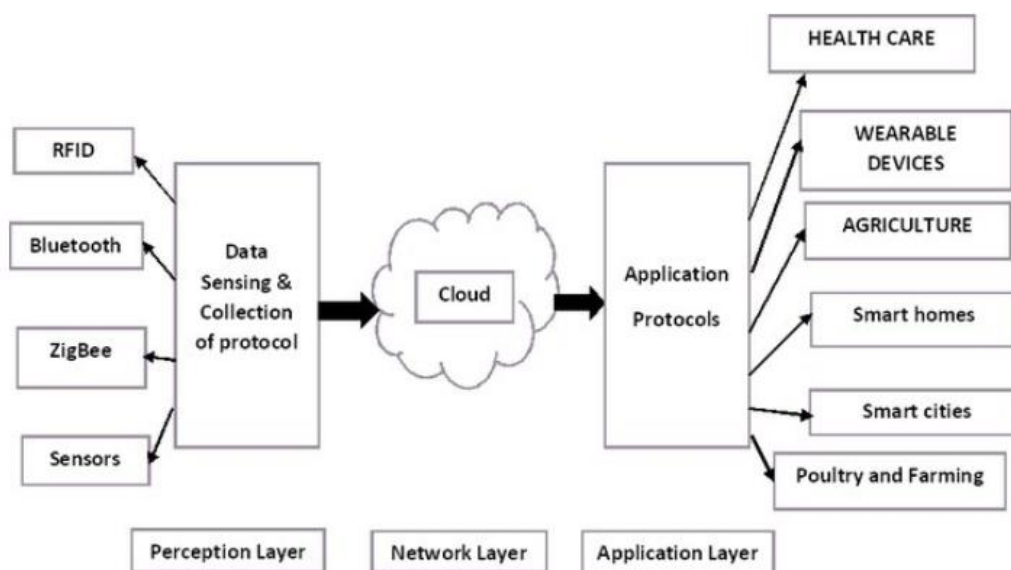 RFID
Bluetooth
ZigBee
Sensors
Data
Sensing &
Collection
of protocol
Cloud
Application
Protocols
HEALTH CARE
WEARABLE
DEVICES
AGRICULTURE
Smart homes
Smart cities
Poultry and Farming
Perception Layer
Network Layer
Application Layer